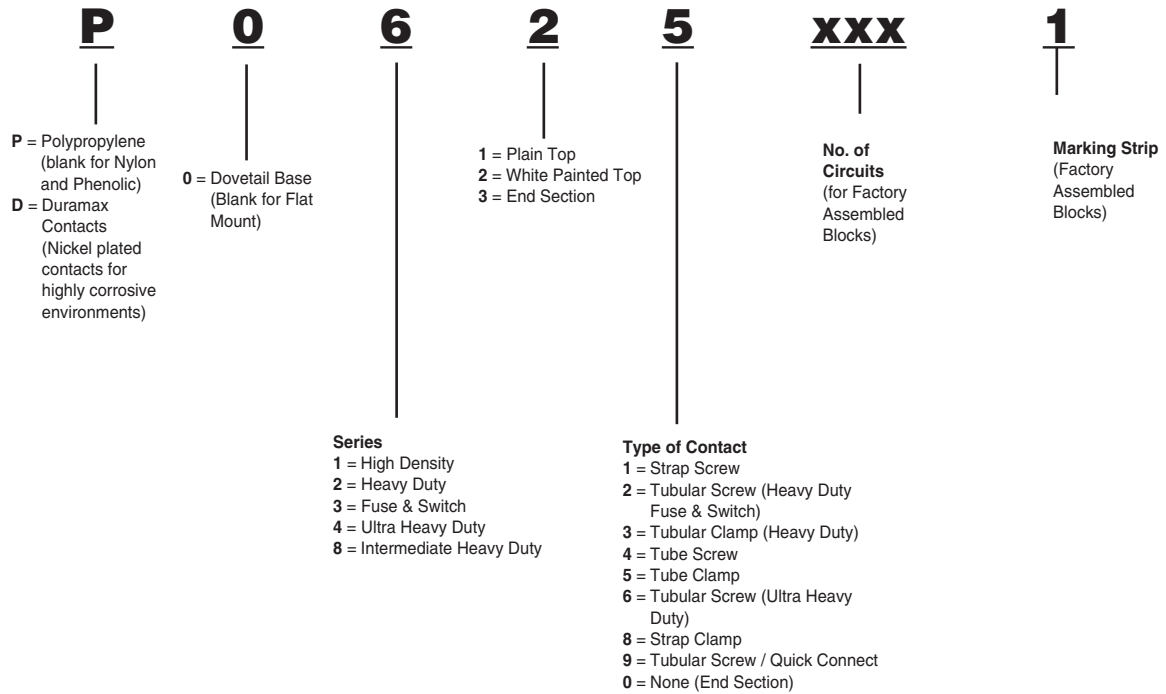 P 0 6 2 5 xxx 1
P = Polypropylene
(blank for Nylon
and Phenolic)
D = Duramax
Contacts
(Nickel plated
contacts for
highly corrosive
environments)
0 = Dovetail Base
(Blank for Flat
Mount)
1 = Plain Top
2 = White Painted Top
3 = End Section
No. of
Circuits
(for Factory
Assembled
Blocks)
Marking Strip
(Factory
Assembled
Blocks)
Series
1 = High Density
2 = Heavy Duty
3 = Fuse & Switch
4 = Ultra Heavy Duty
8 = Intermediate Heavy Duty
Type of Contact
1 = Strap Screw
2 = Tubular Screw (Heavy Duty
Fuse & Switch)
3 = Tubular Clamp (Heavy Duty)
4 = Tube Screw
5 = Tube Clamp
6 = Tubular Screw (Ultra Heavy
Duty)
8 = Strap Clamp
9 = Tubular Screw / Quick Connect
0 = None (End Section)